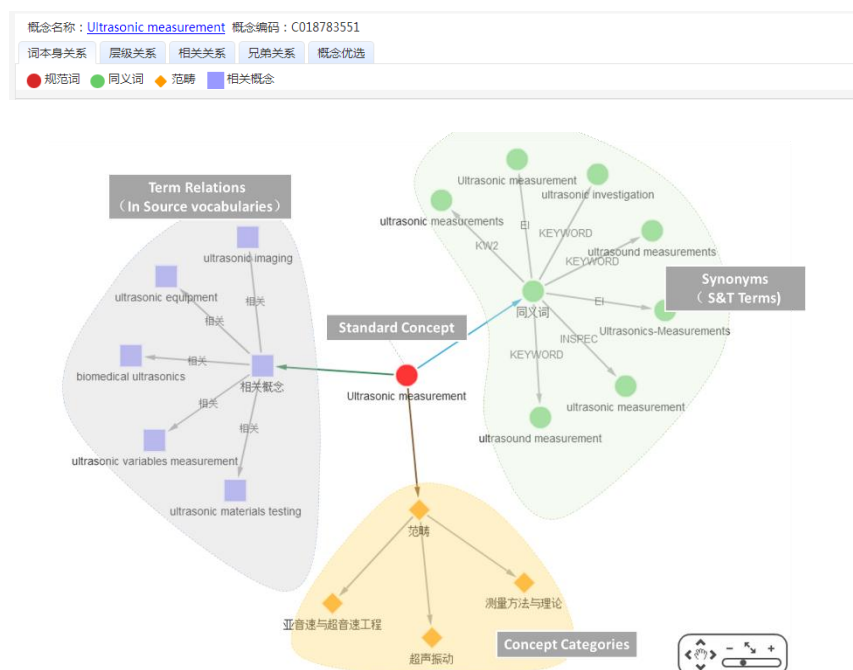 概念名称：Ultrasonic measurement 概念编码：C018783551
词本身关系 层级关系 相关关系 兄弟关系 概念优选
规范词 同义词 范畴 相关概念
Term Relations
（In Source vocabularies）
ultrasonic imaging
相关
ultrasonic equipment
相关
biomedical ultrasonics
相关
相关概念
相关
ultrasonic variables measurement
相关
ultrasonic materials testing
Standard Concept
Ultrasonic measurement
Ultrasonic measurement
EI
ultrasonic investigation
KEYWORD
ultrasonic measurements
KW2
ultrasound measurements
KEYWORD
Synonyms
（ S&T Terms)
同义词
EI
Ultrasonics-Measurements
INSPEC
ultrasonic measurement
KEYWORD
ultrasound measurement
范畴
亚音速与超音速工程
超声振动
测量方法与理论
Concept Categories